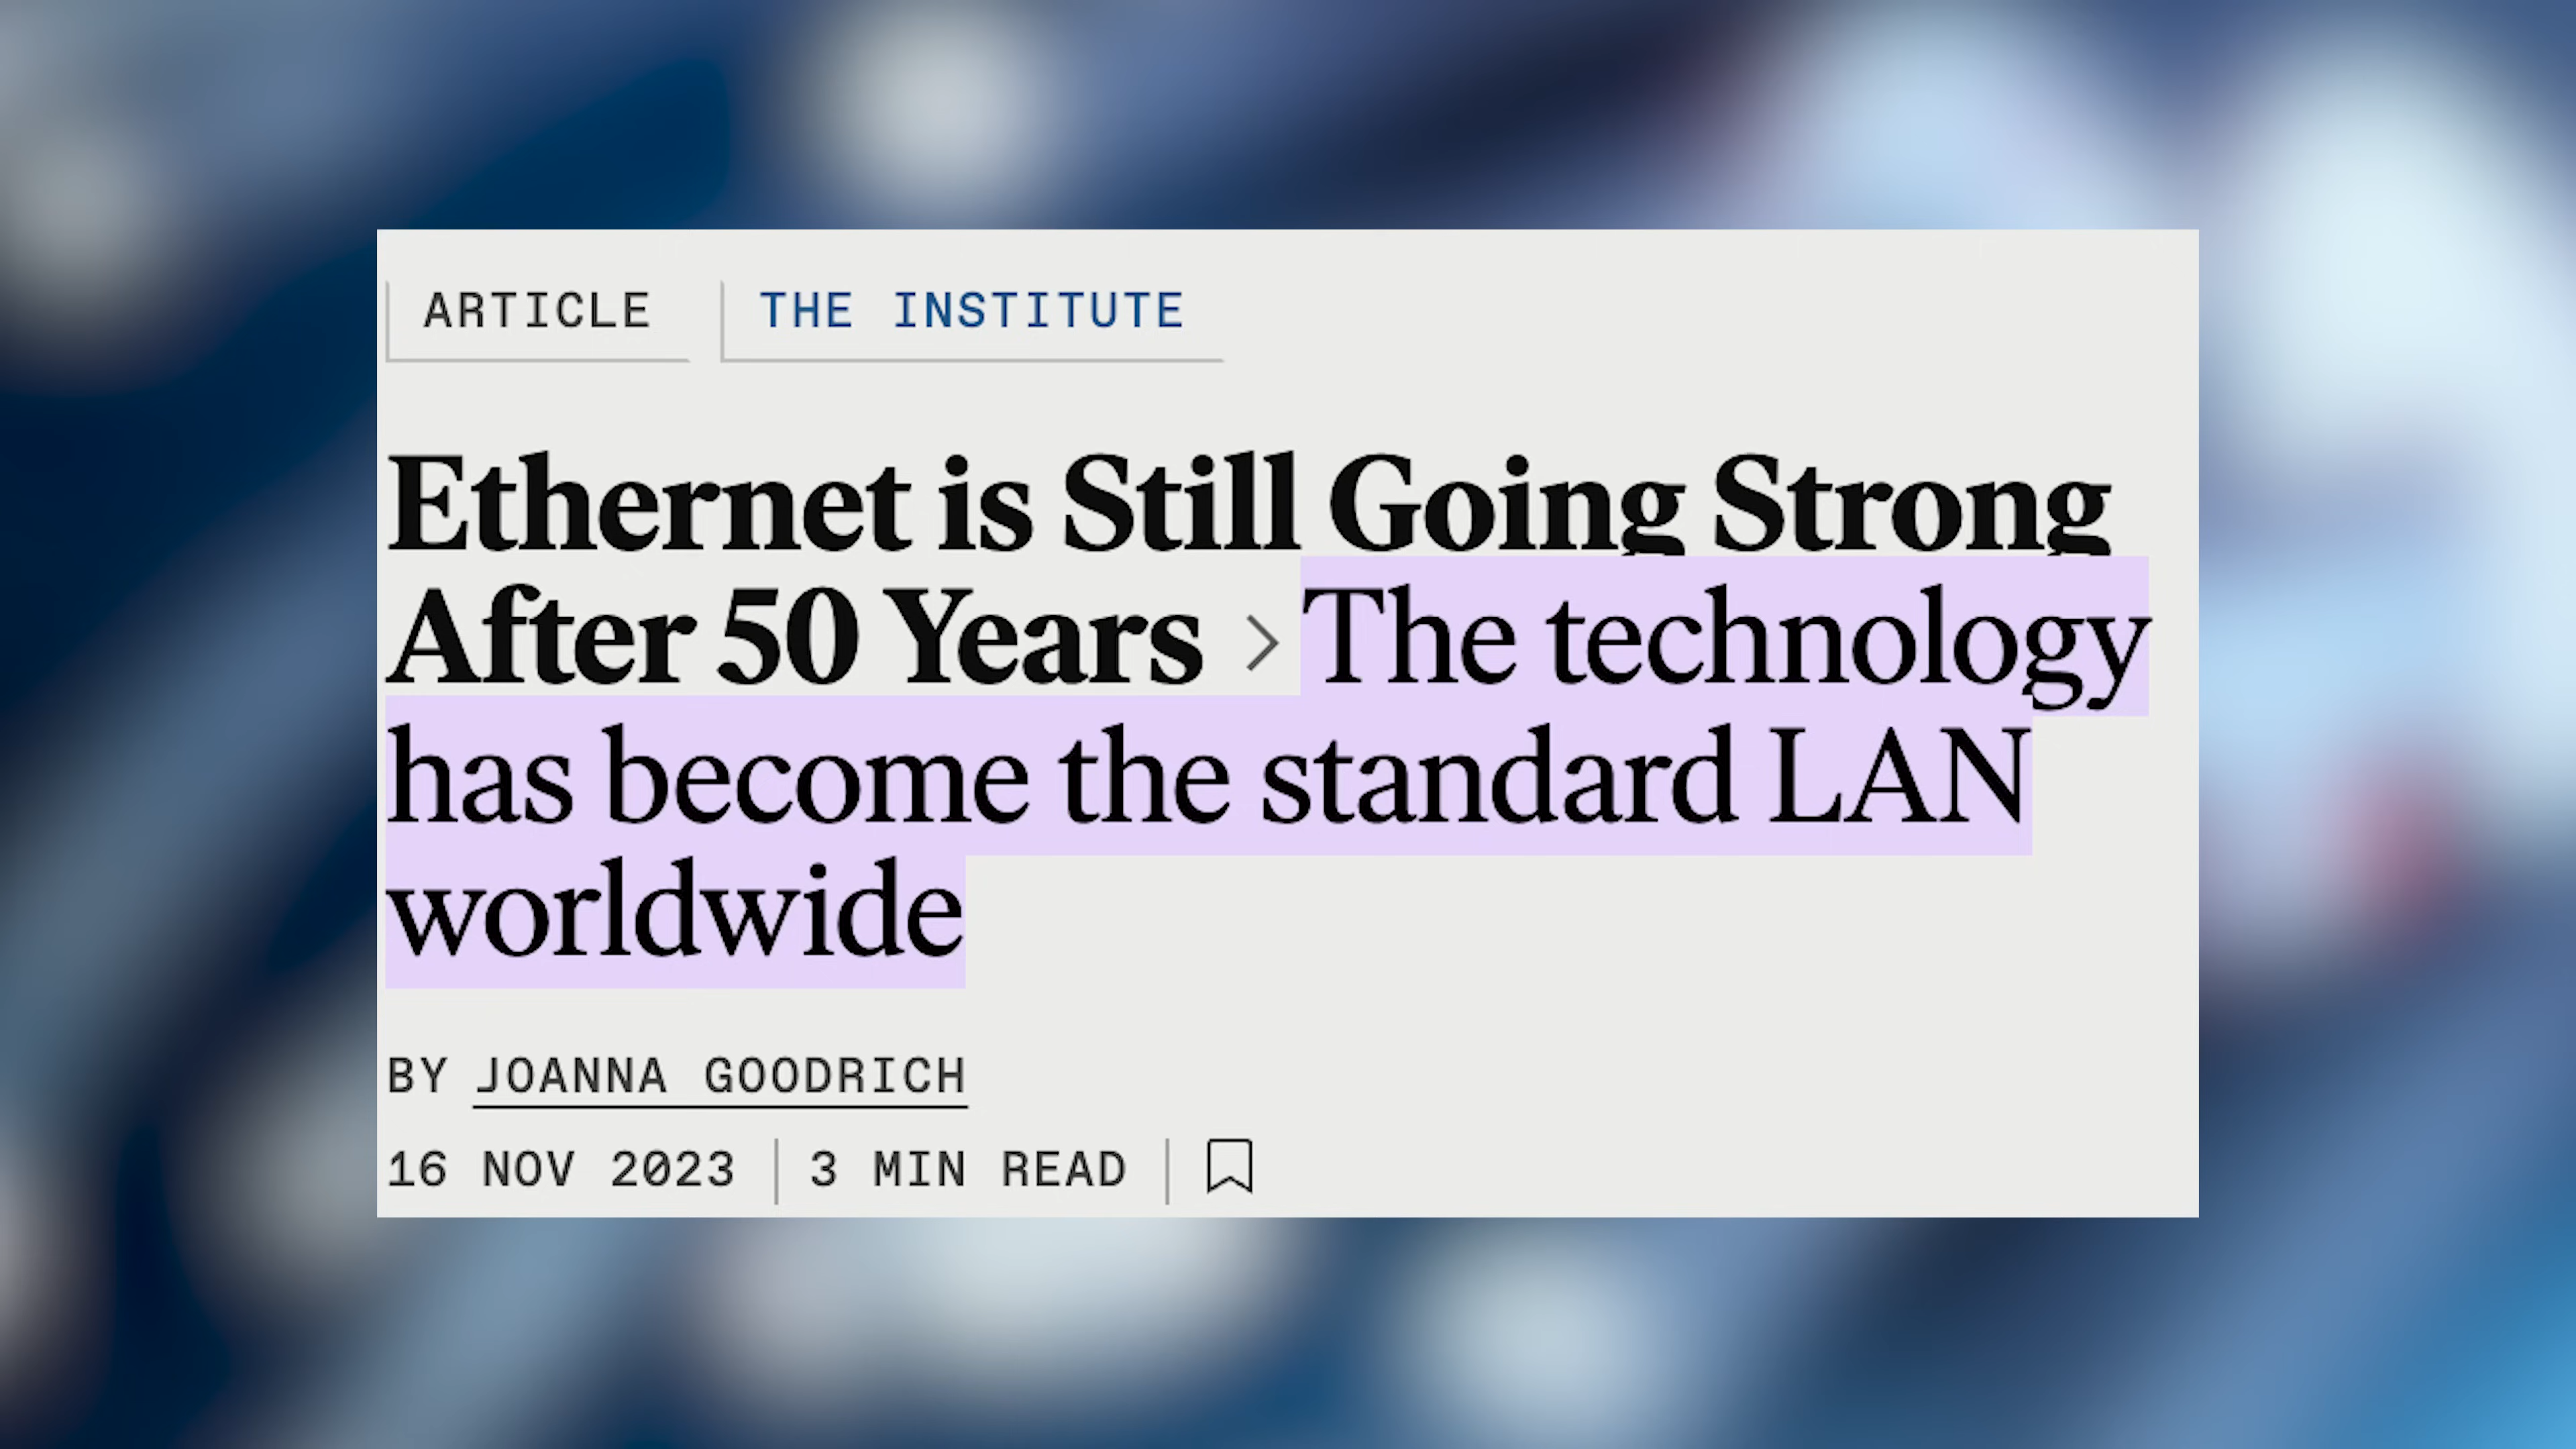 ARTICLE THE INSTITUTE
Ethernet is Still Going Strong
After 50 Years > The technology
has become the standard LAN
worldwide
BY JOANNA GOODRICH
16 NOV 2023 | 3 MIN READ |